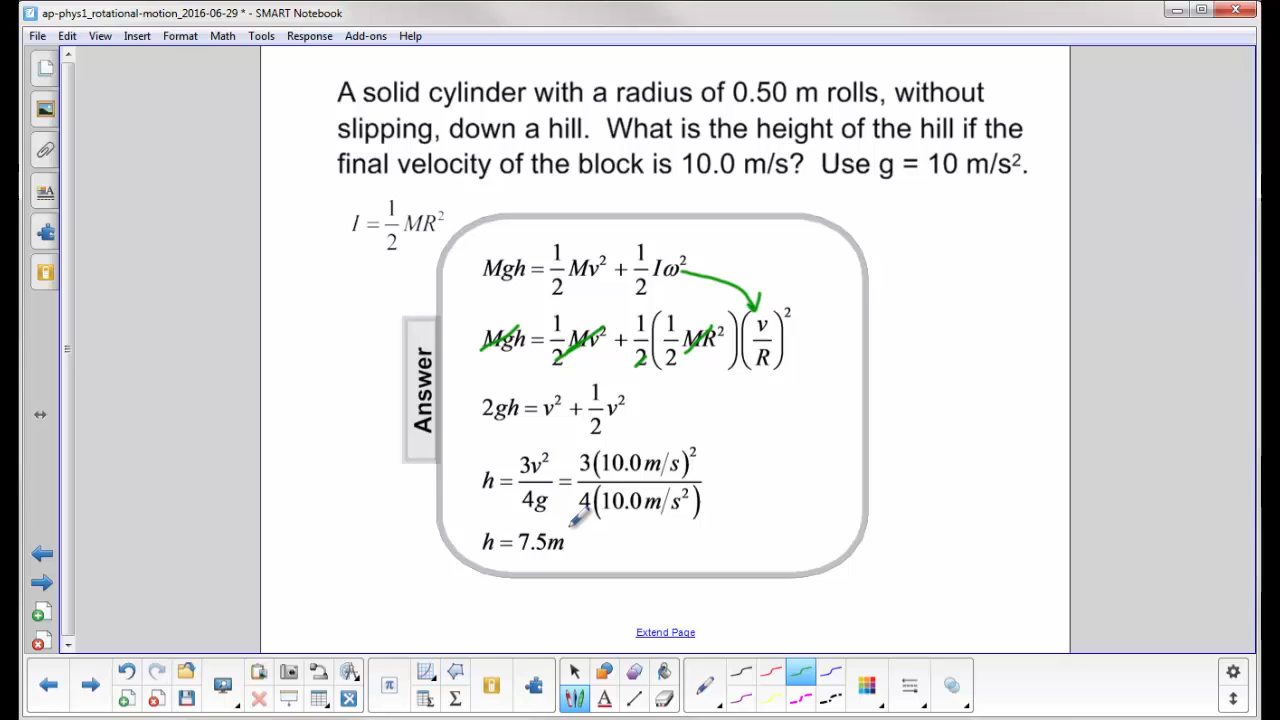 ap-phys1_rotational-motion_2016-06-29 * - SMART Notebook
File Edit View Insert Format Math Tools Response Add-ons Help
A solid cylinder with a radius of 0.50 m rolls, without
slipping, down a hill. What is the height of the hill if the
final velocity of the block is 10.0 m/s? Use g = 10 m/s².
I = 1/2 MR²
Answer
Mgh = 1/2 Mv² + 1/2 Iω²
Mgh = 1/2 Mv² + 1/2 (1/2 MR²)(v/R)²
2gh = v² + 1/2 v²
h = 3v²/4g = 3(10.0 m/s)²/4(10.0 m/s²)
h = 7.5m
Extend Page